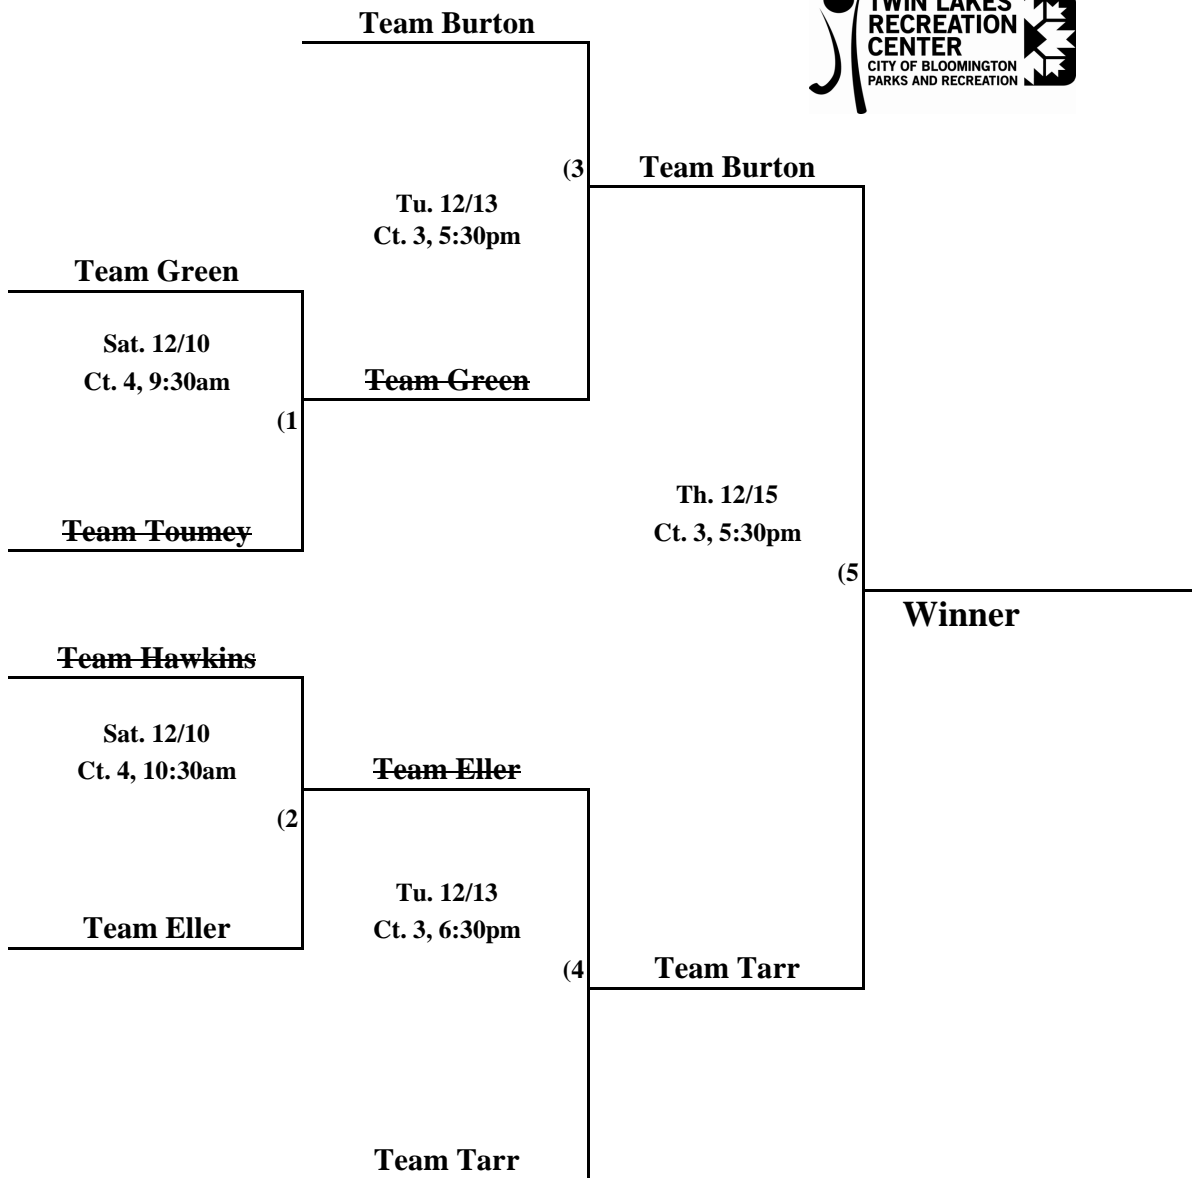 Team Burton
TWIN LAKES
RECREATION
CENTER
CITY OF BLOOMINGTON
PARKS AND RECREATION
(3
Team Burton
Tu. 12/13
Ct. 3, 5:30pm
Team Green
Sat. 12/10
Ct. 4, 9:30am
Team Green
(1
Th. 12/15
Ct. 3, 5:30pm
Team Toumey
(5
Winner
Team Hawkins
Sat. 12/10
Ct. 4, 10:30am
Team Eller
(2
Tu. 12/13
Ct. 3, 6:30pm
Team Eller
(4
Team Tarr
Team Tarr